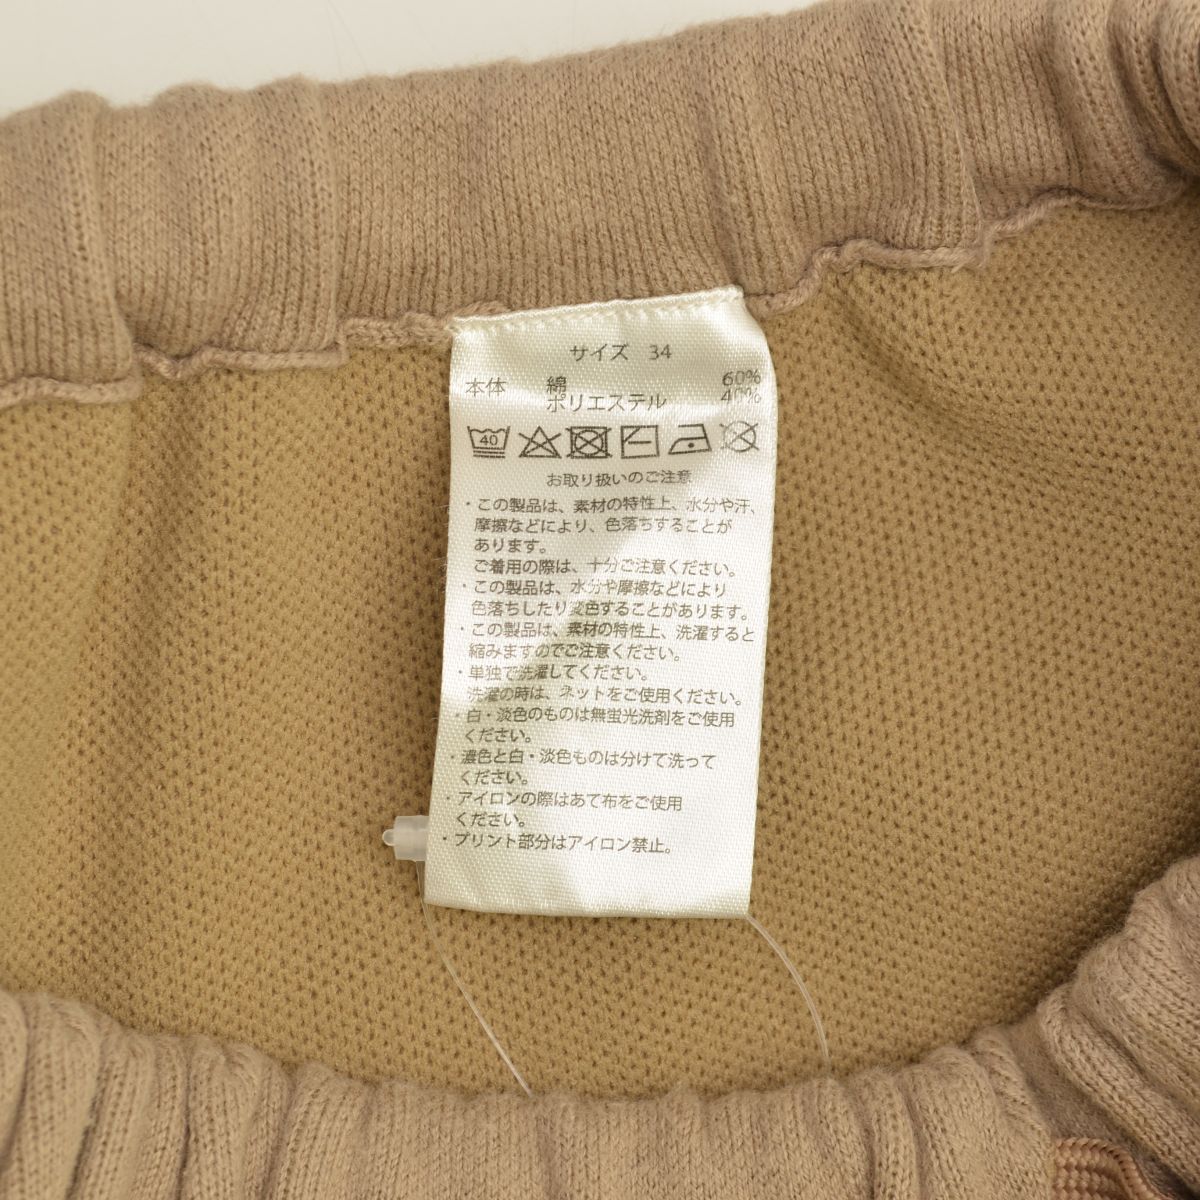 サイズ 34
本体 綿 60%
ポリエステル 40%
40
お取り扱いのご注意
・この製品は、素材の特性上、水分や汗、
摩擦などにより、色落ちすることが
あります。
ご着用の際は、十分ご注意ください。
・この製品は、水分や摩擦などにより
色落ちしたり変色することがあります。
・この製品は、素材の特性上、洗濯すると
縮みますのでご注意ください。
・単独で洗濯してください。
洗濯の時は、ネットをご使用ください。
・白・淡色のものは無蛍光洗剤をご使用
ください。
・濃色と白・淡色ものは分けて洗って
ください。
・アイロンの際はあて布をご使用
ください。
・プリント部分はアイロン禁止。